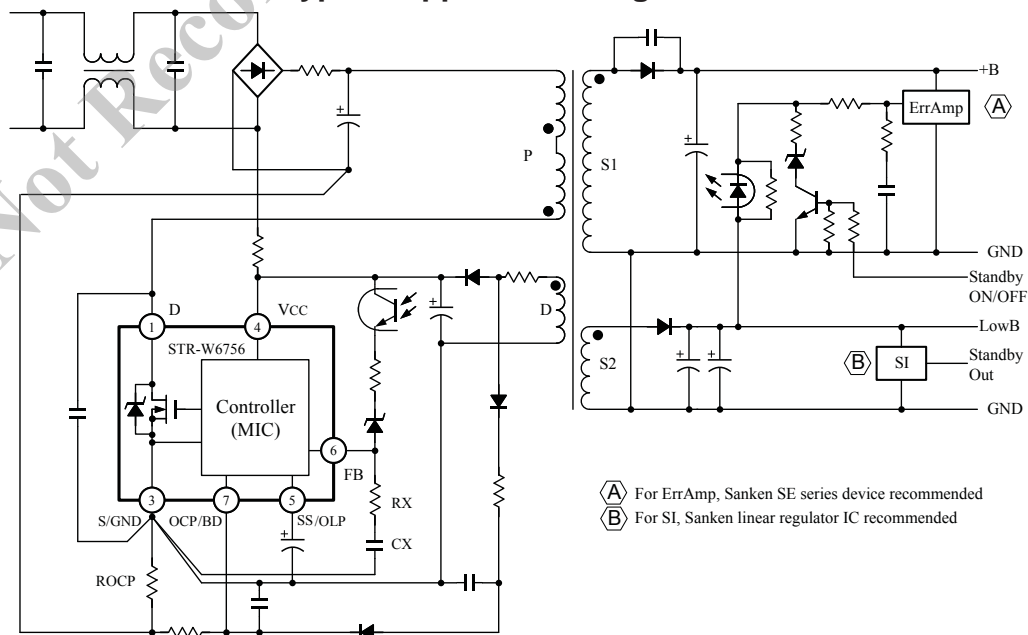 Not Reco
+B
ErrAmp
A
P
S1
GND
Standby
ON/OFF
D
VCC
D
1
4
STR-W6756
LowB
S2
B
SI
Standby
Out
Controller
(MIC)
GND
6
FB
3
7
5
S/GND
OCP/BD
SS/OLP
RX
CX
ROCP
A For ErrAmp, Sanken SE series device recommended
B For SI, Sanken linear regulator IC recommended